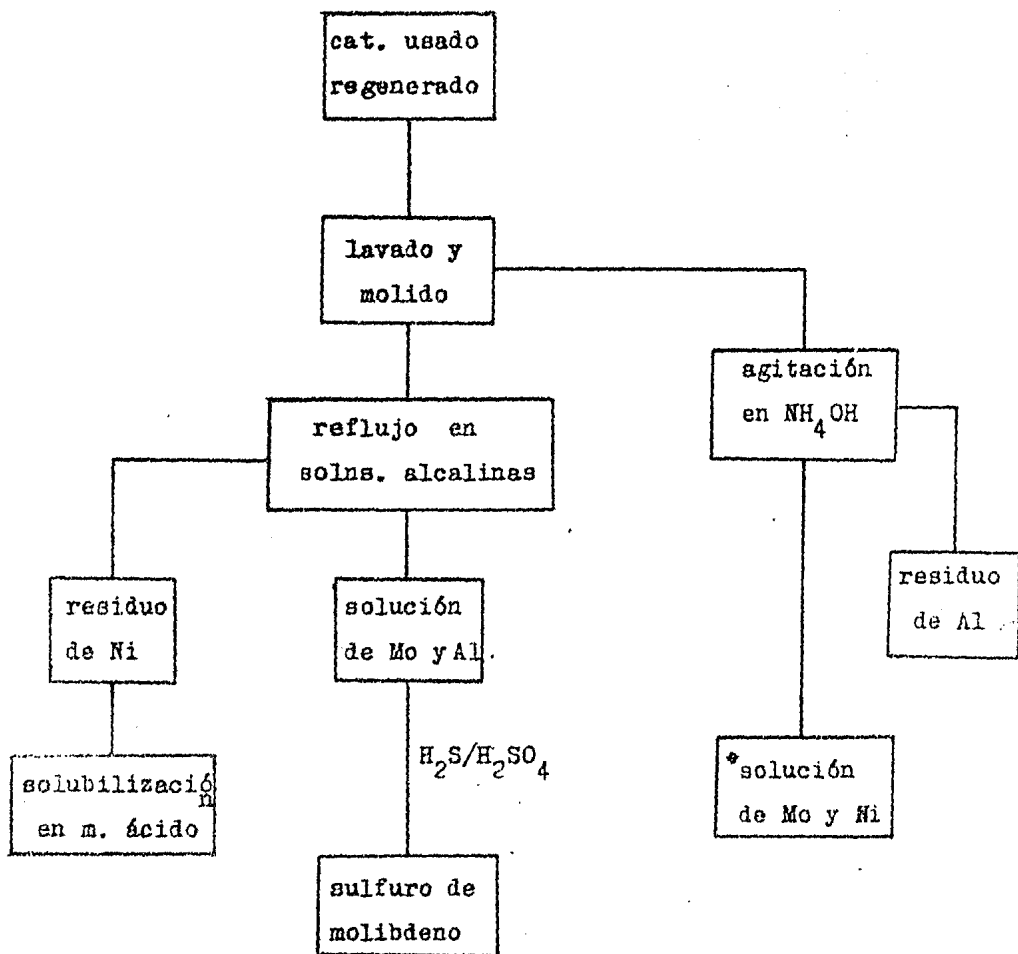 cat. usado
regenerado
lavado y
molido
agitación
en NH4OH
reflujo en
solns. alcalinas
residuo
de Al
residuo
de Ni
solución
de Mo y Al.
H2S/H2SO4
*solución
de Mo y Ni
solubilización
en m. ácido
sulfuro de
molibdeno